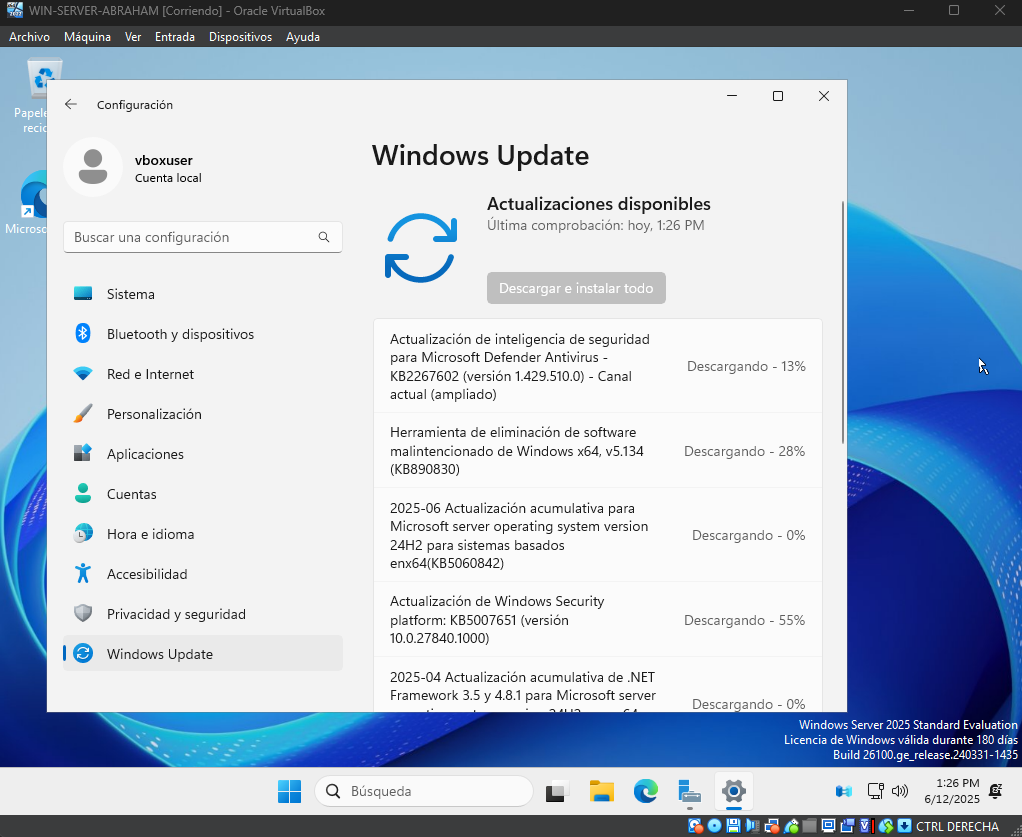 WIN-SERVER-ABRAHAM [Corriendo] - Oracle VirtualBox
Archivo Máquina Ver Entrada Dispositivos Ayuda
Configuración
vboxuser
Cuenta local
Buscar una configuración
Sistema
Bluetooth y dispositivos
Red e Internet
Personalización
Aplicaciones
Cuentas
Hora e idioma
Accesibilidad
Privacidad y seguridad
Windows Update
Windows Update
Actualizaciones disponibles
Última comprobación: hoy, 1:26 PM
Descargar e instalar todo
Actualización de inteligencia de seguridad
para Microsoft Defender Antivirus -
KB2267602 (versión 1.429.510.0) - Canal
actual (ampliado)
Descargando - 13%
Herramienta de eliminación de software
malintencionado de Windows x64, v5.134
(KB890830)
Descargando - 28%
2025-06 Actualización acumulativa para
Microsoft server operating system version
24H2 para sistemas basados
enx64(KB5060842)
Descargando - 0%
Actualización de Windows Security
platform: KB5007651 (versión
10.0.27840.1000)
Descargando - 55%
2025-04 Actualización acumulativa de .NET
Framework 3.5 y 4.8.1 para Microsoft server
Descargando - 0%
Papele
reci
Microso
Windows Server 2025 Standard Evaluation
Licencia de Windows válida durante 180 días
Build 26100.ge_release.240331-1435
Búsqueda
1:26 PM
6/12/2025
CTRL DERECHA